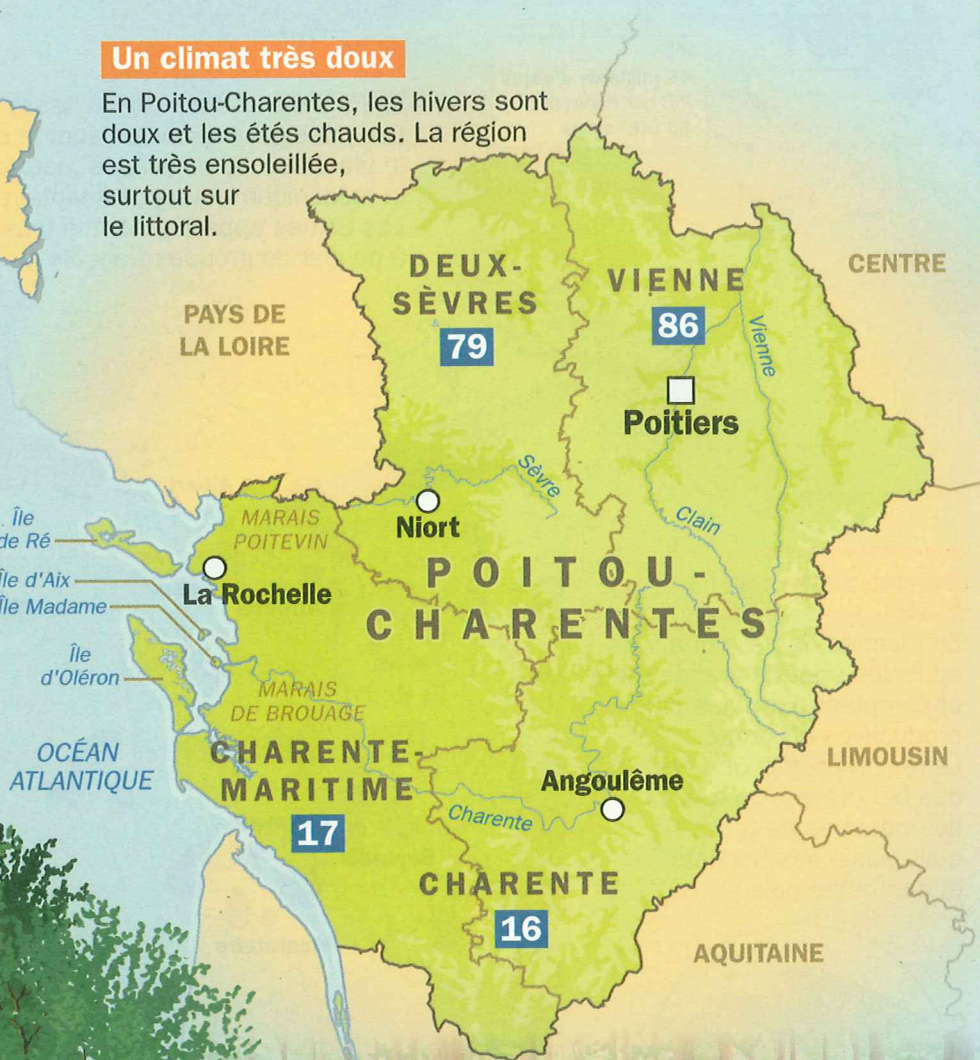 Un climat très doux
En Poitou-Charentes, les hivers sont
doux et les étés chauds. La région
est très ensoleillée,
surtout sur
le littoral.
DEUX-
SÈVRES
79
VIENNE
86
CENTRE
PAYS DE
LA LOIRE
Vienne
Poitiers
Sèvre
Niort
Clain
MARAIS
POITEVIN
Île
de Ré
La Rochelle
Île d'Aix
Île Madame
POITOU-
CHARENTES
Île
d'Oléron
MARAIS
DE BROUAGE
OCÉAN
ATLANTIQUE
CHARENTE-
MARITIME
17
Charente
Angoulême
LIMOUSIN
CHARENTE
16
AQUITAINE